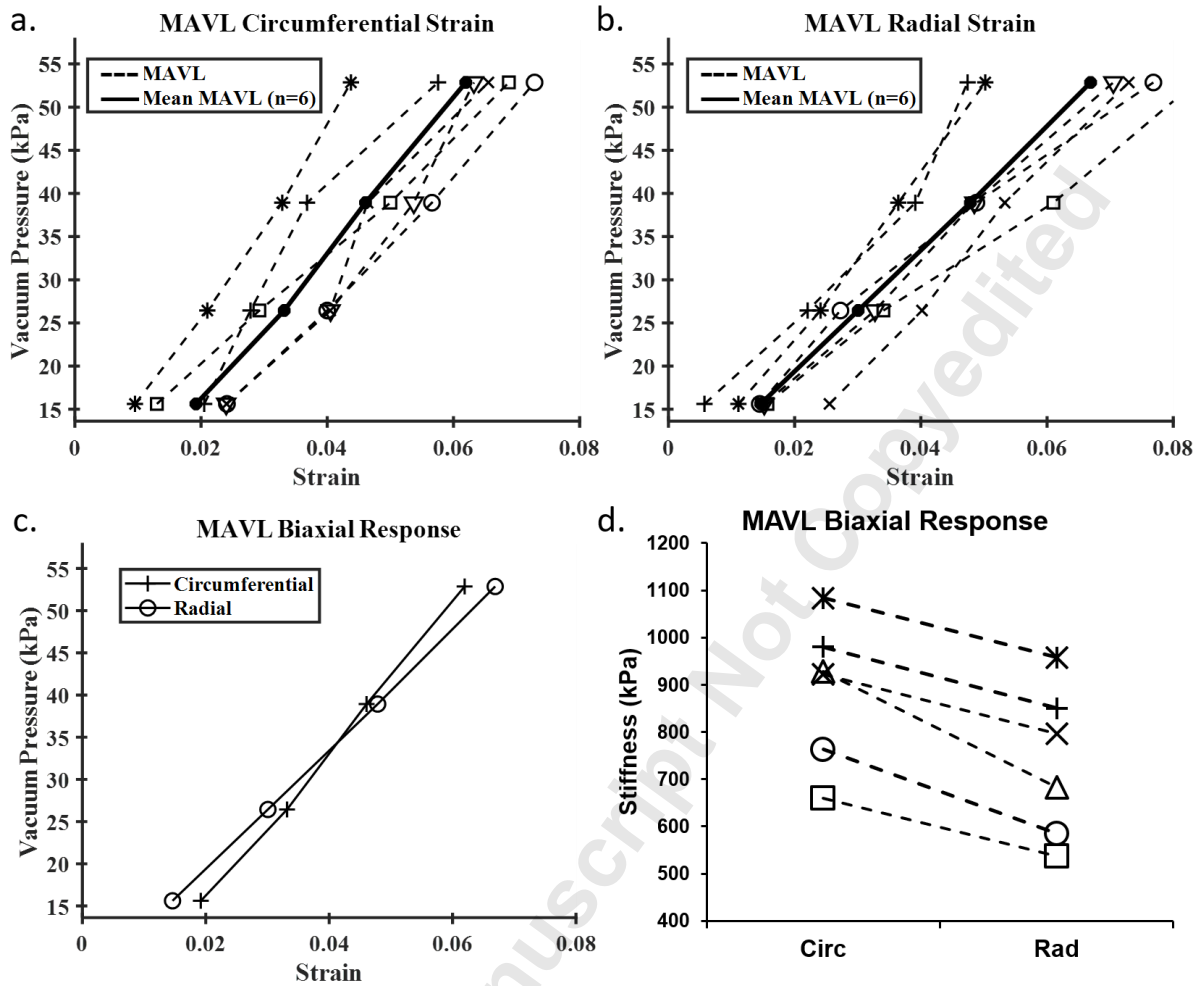 a.
MAVL Circumferential Strain
55
50
45
40
35
30
25
20
15
Vacuum Pressure (kPa)
MAVL
Mean MAVL (n=6)
0
0.02
0.04
0.06
0.08
Strain
b.
MAVL Radial Strain
55
50
45
40
35
30
25
20
15
Vacuum Pressure (kPa)
MAVL
Mean MAVL (n=6)
0
0.02
0.04
0.06
0.08
Strain
c.
MAVL Biaxial Response
55
50
45
40
35
30
25
20
15
Vacuum Pressure (kPa)
Circumferential
Radial
0
0.02
0.04
0.06
0.08
Strain
d.
MAVL Biaxial Response
1200
1100
1000
900
800
700
600
500
400
Stiffness (kPa)
Circ
Rad
nuscript Not Copyedited